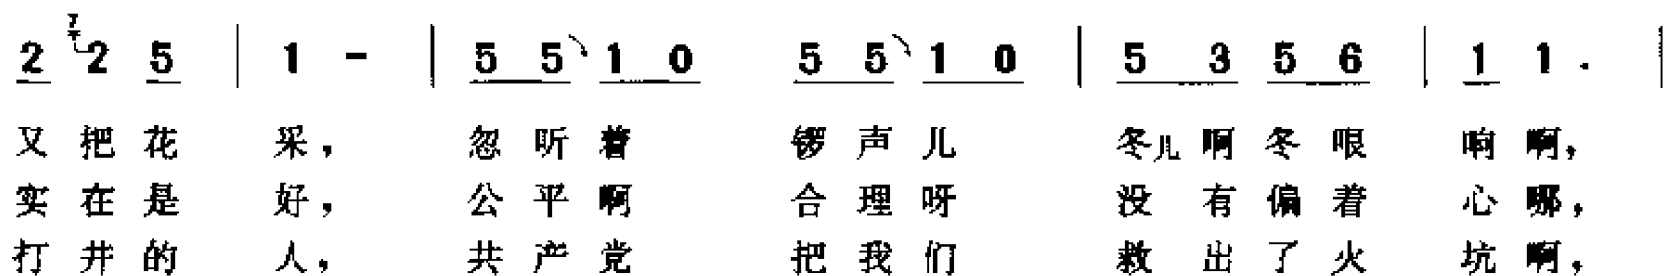 7
2 2 5 | 1 - | 5 5 1 0 5 5 1 0 | 5 3 5 6 | 1 1 . |
又把花 采，忽听着 锣声儿 冬儿啊冬哏 响啊，
实在是 好，公平啊 合理呀 没有偏着 心哪，
打井的 人，共产党 把我们 救出了火 坑啊，